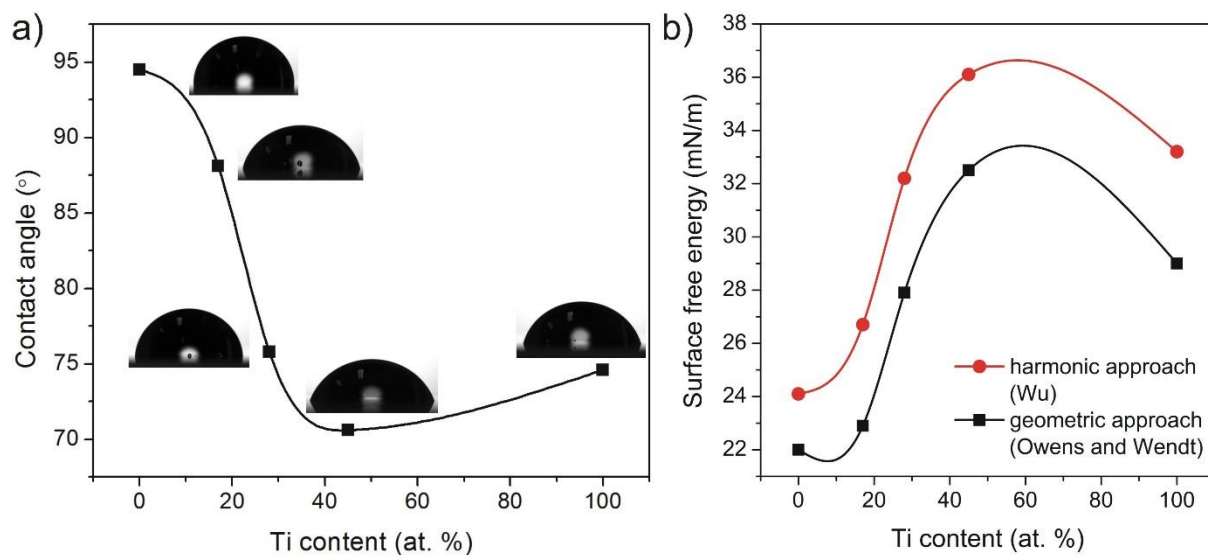 a)
95
90
85
80
75
70
Contact angle (°)
0 20 40 60 80 100
Ti content (at. %)
b)
38
36
34
32
30
28
26
24
22
Surface free energy (mN/m)
harmonic approach
(Wu)
geometric approach
(Owens and Wendt)
0 20 40 60 80 100
Ti content (at. %)